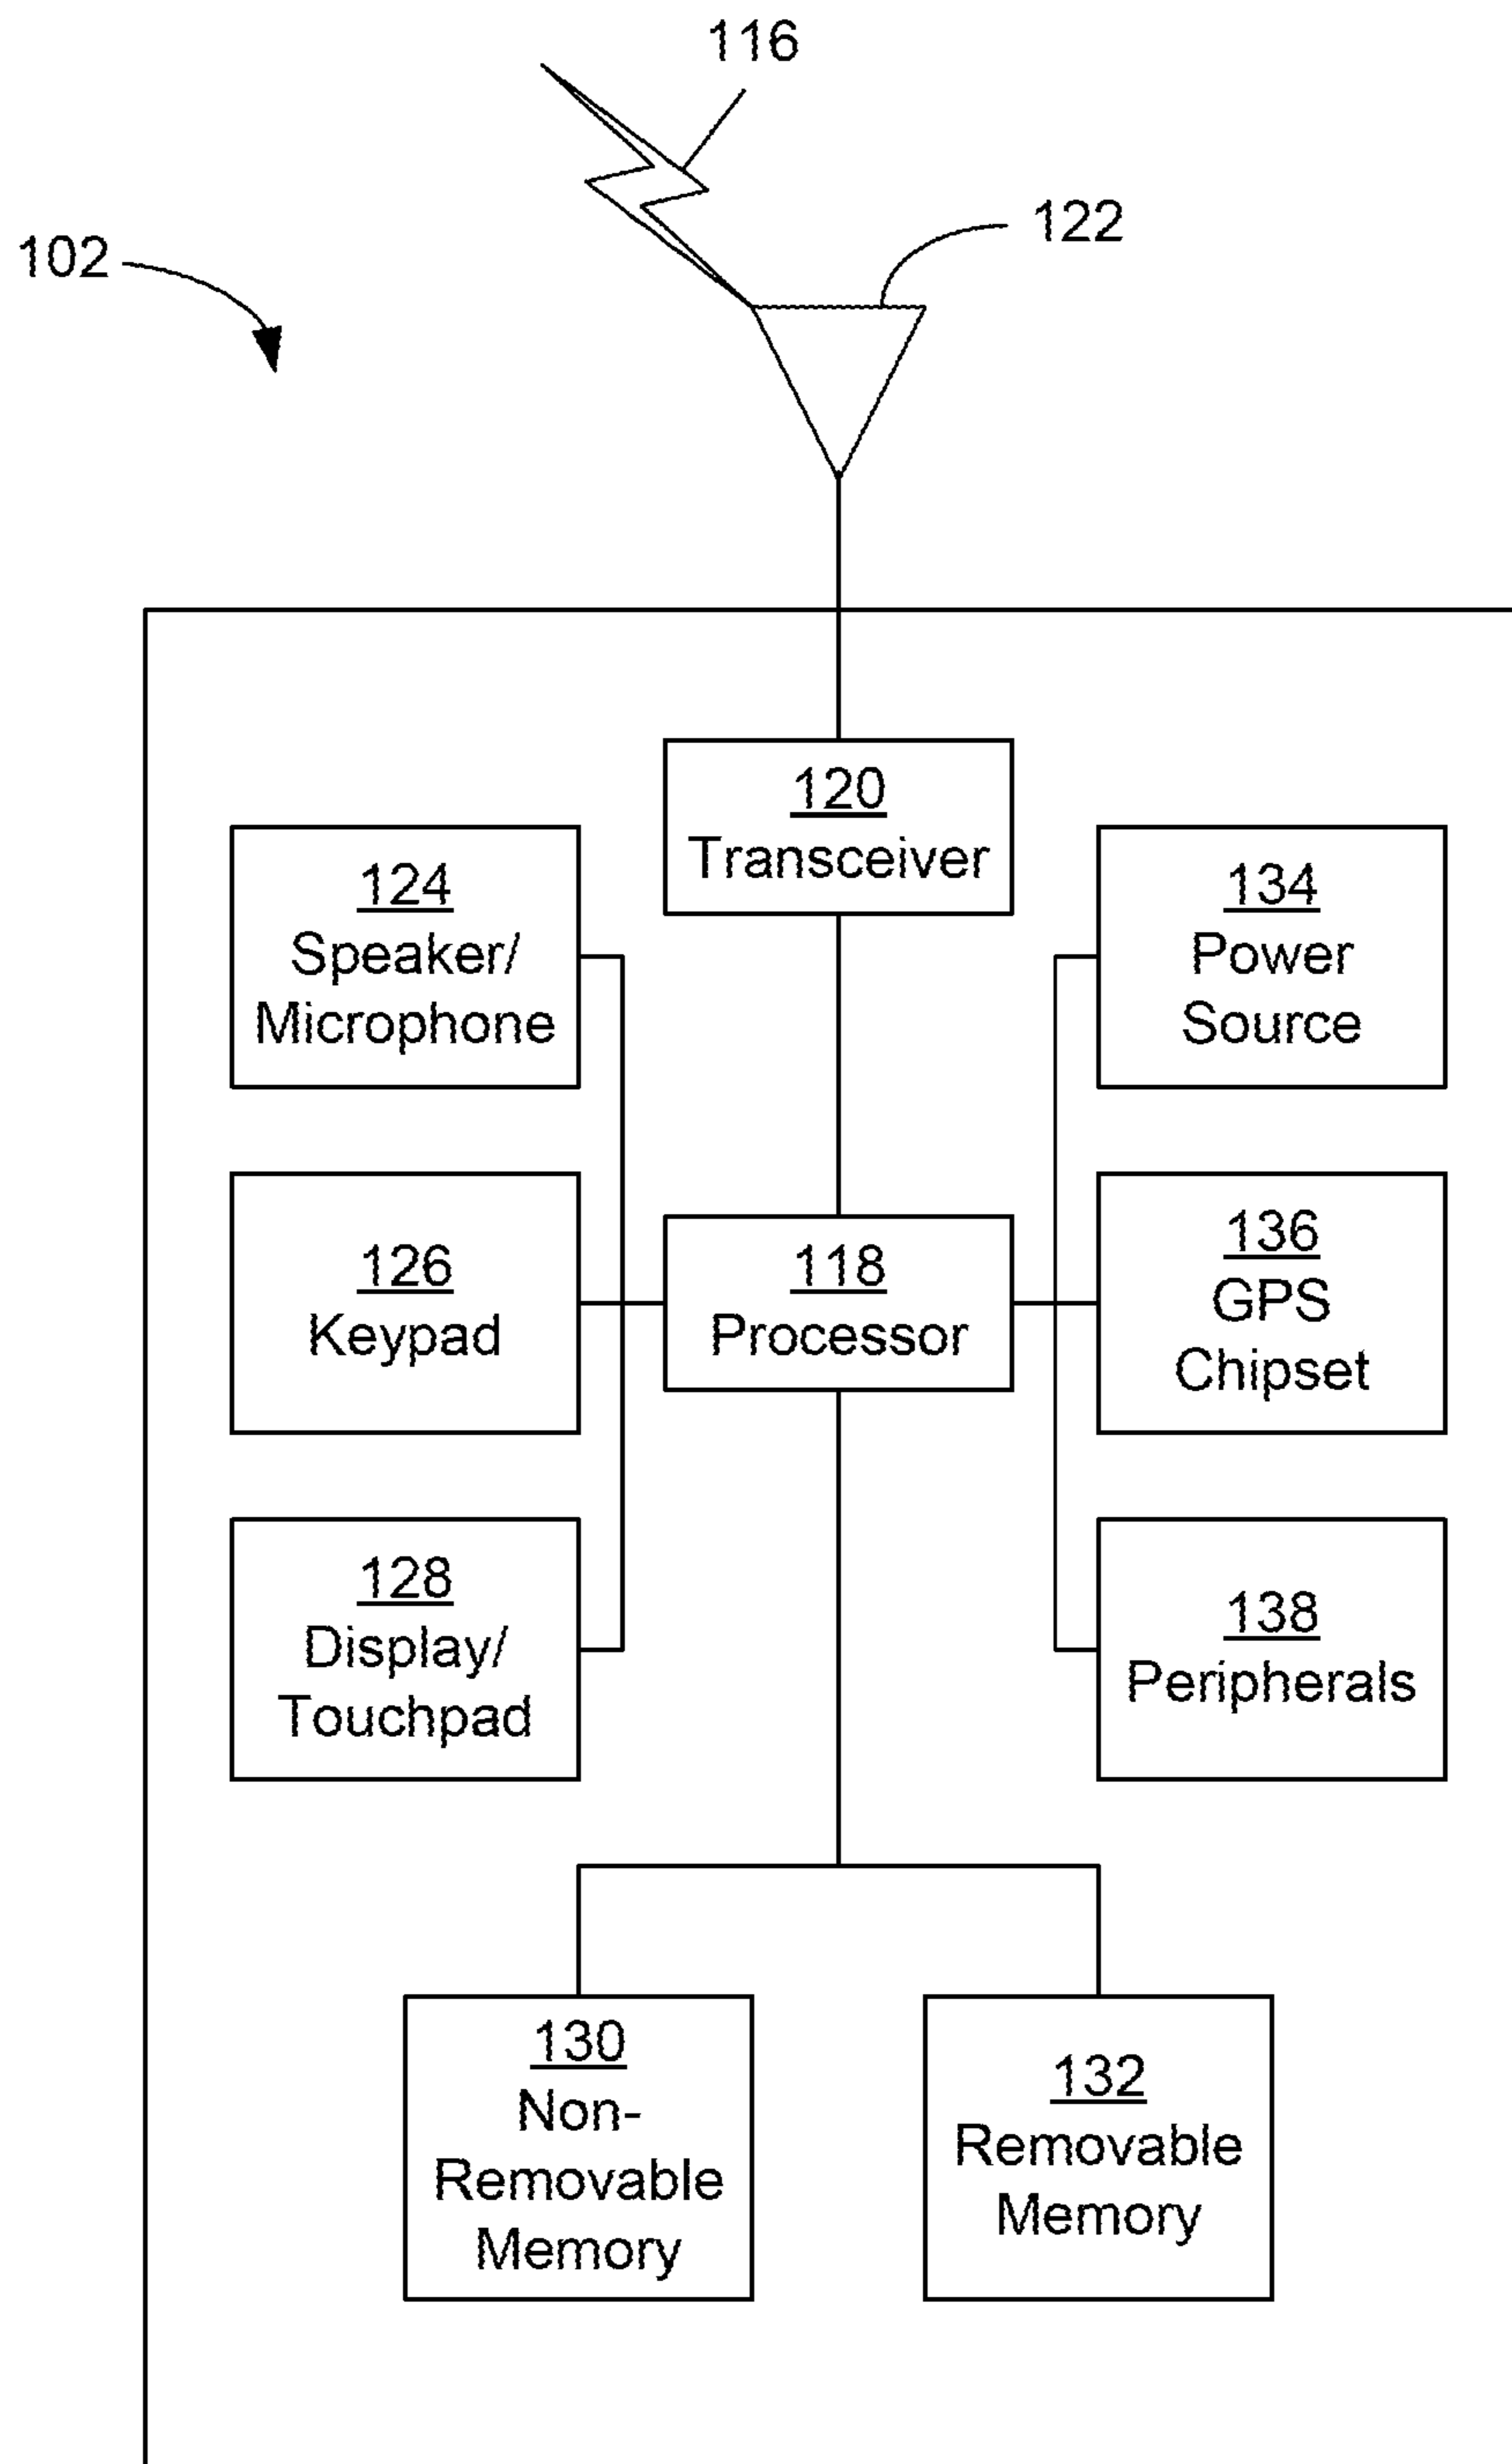 116
122
102
120
Transceiver
124
Speaker/
Microphone
134
Power
Source
126
Keypad
118
Processor
136
GPS
Chipset
128
Display/
Touchpad
138
Peripherals
130
Non-
Removable
Memory
132
Removable
Memory